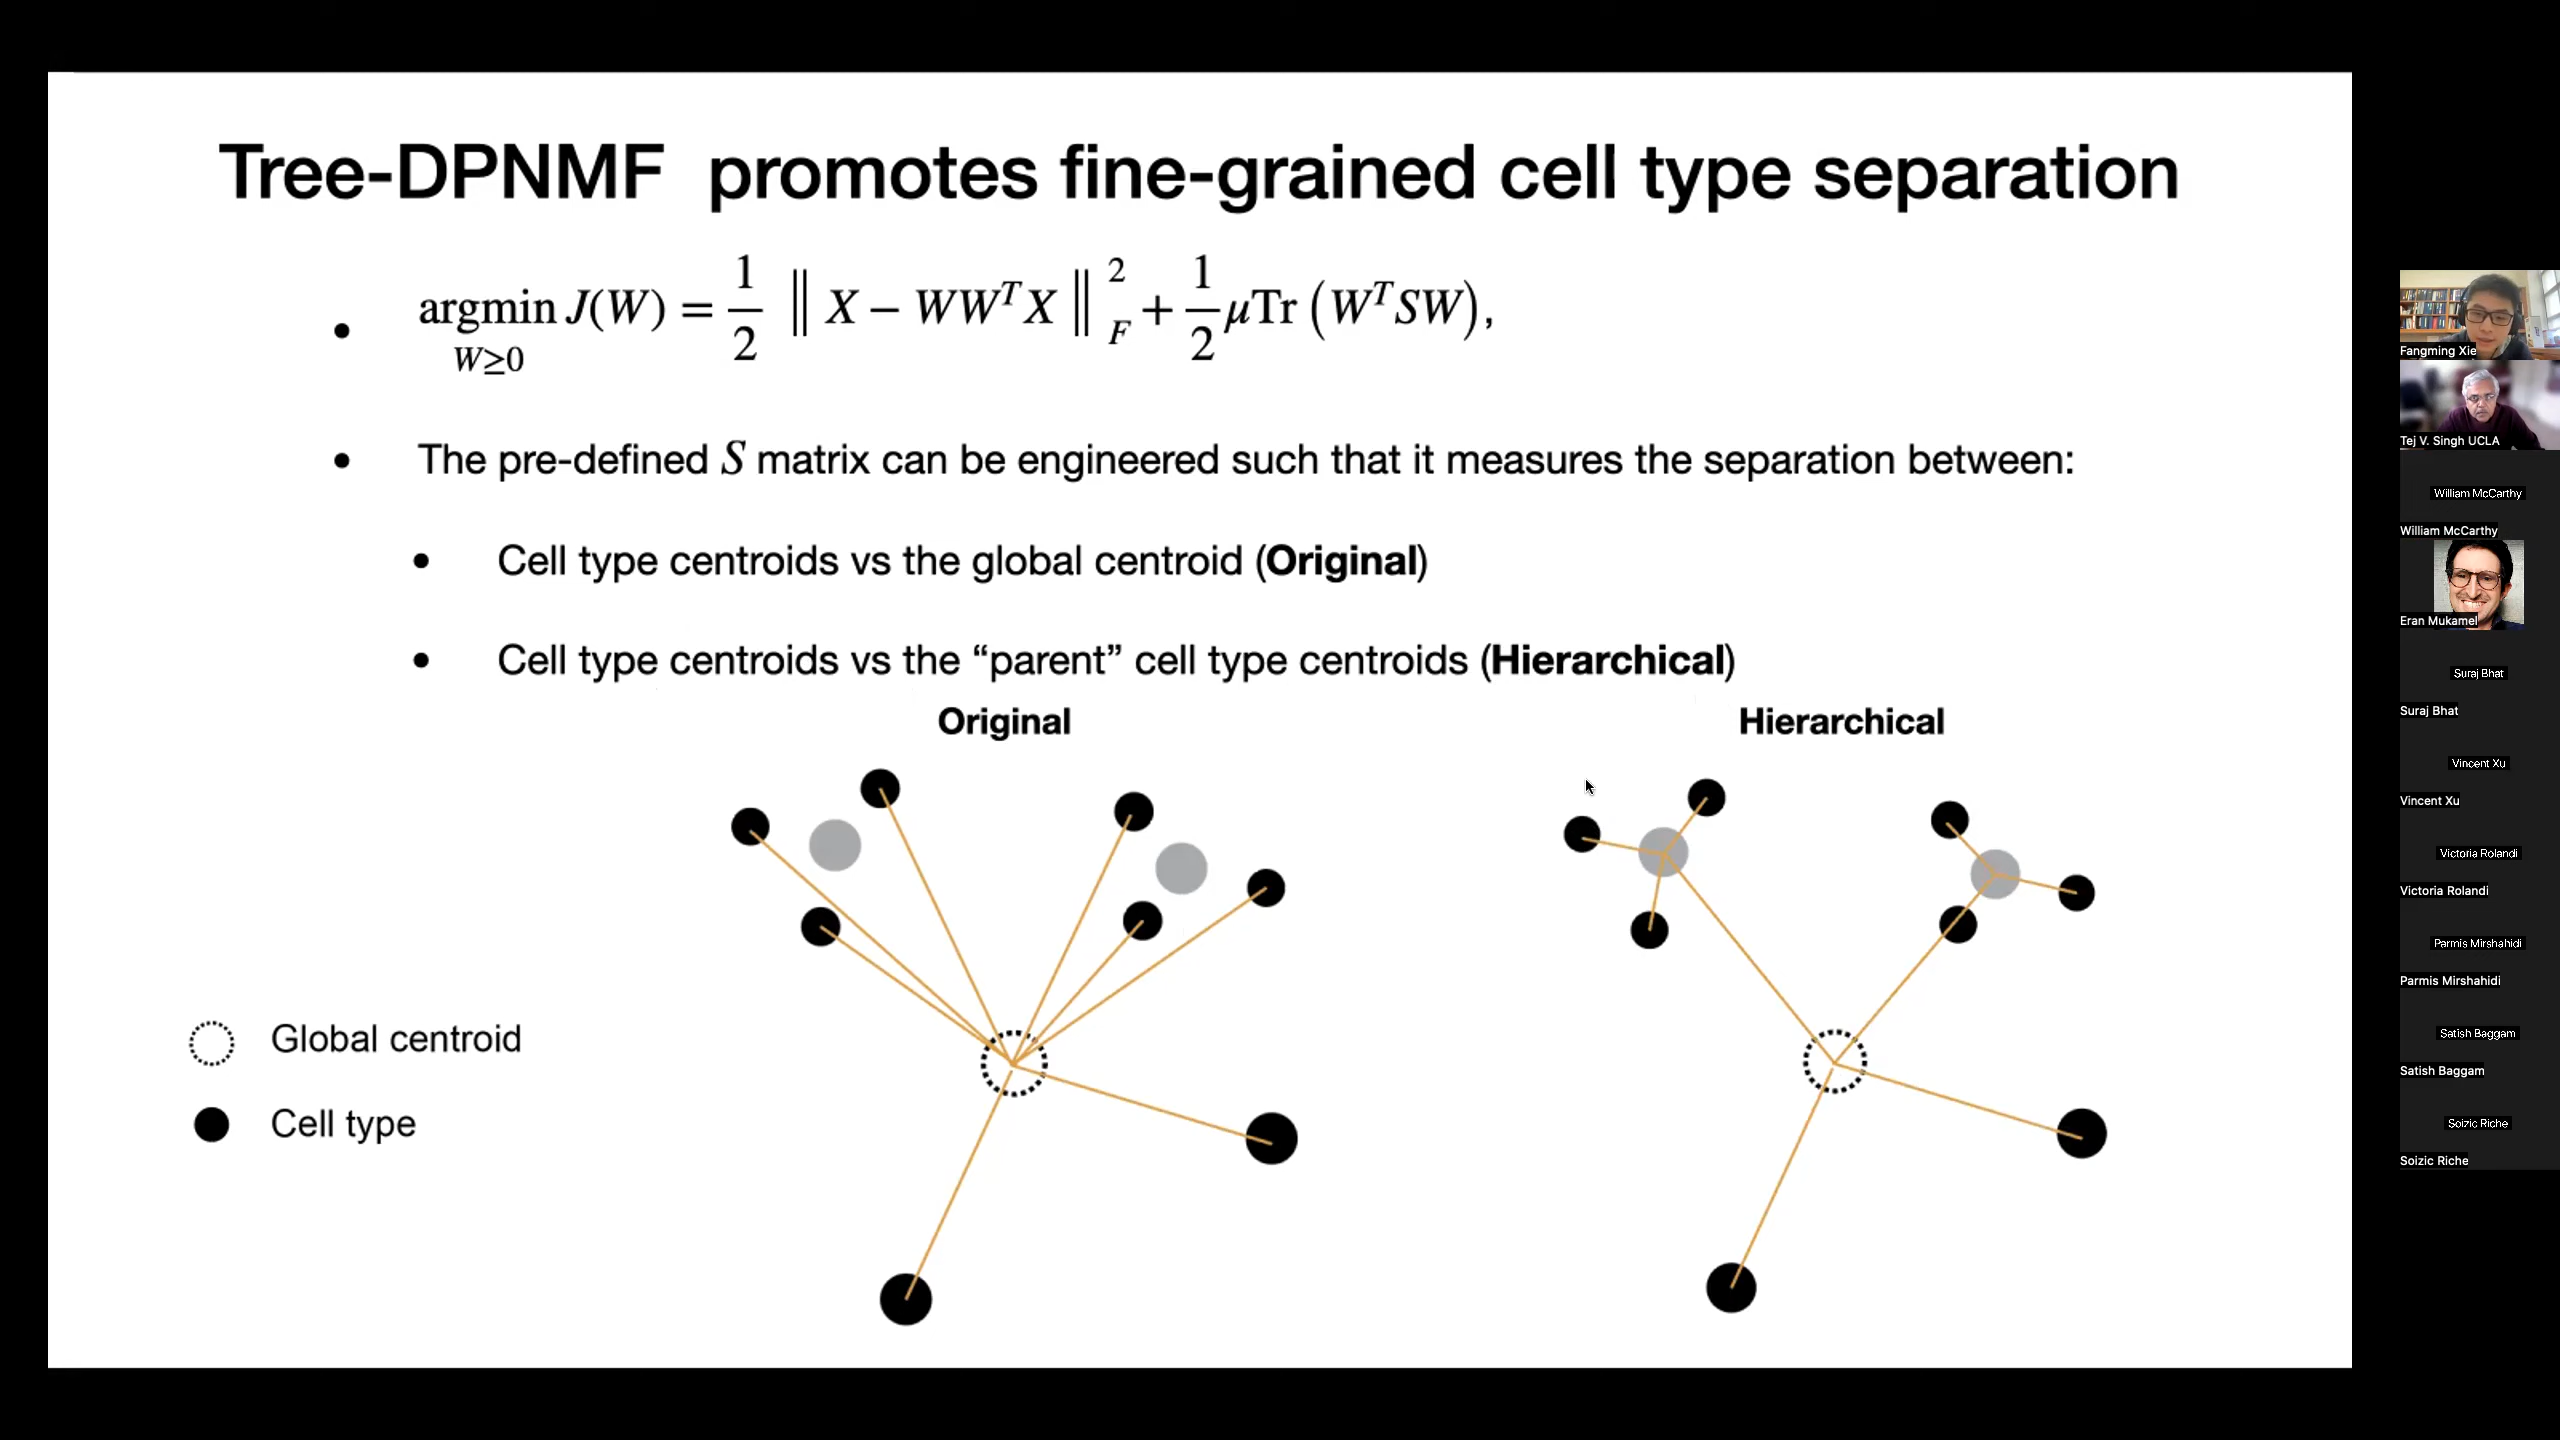 Tree-DPNMF promotes fine-grained cell type separation
• argmin J(W) = 1/2 ‖ X − WWᵀX ‖²_F + 1/2 μTr (WᵀSW),
W≥0
• The pre-defined S matrix can be engineered such that it measures the separation between:
• Cell type centroids vs the global centroid (Original)
• Cell type centroids vs the “parent” cell type centroids (Hierarchical)
Original
Hierarchical
Global centroid
Cell type
Fangming Xie
Tej V. Singh UCLA
William McCarthy
William McCarthy
Eran Mukamel
Suraj Bhat
Suraj Bhat
Vincent Xu
Vincent Xu
Victoria Rolandi
Victoria Rolandi
Parmis Mirshahidi
Parmis Mirshahidi
Satish Baggam
Satish Baggam
Soizic Riche
Soizic Riche